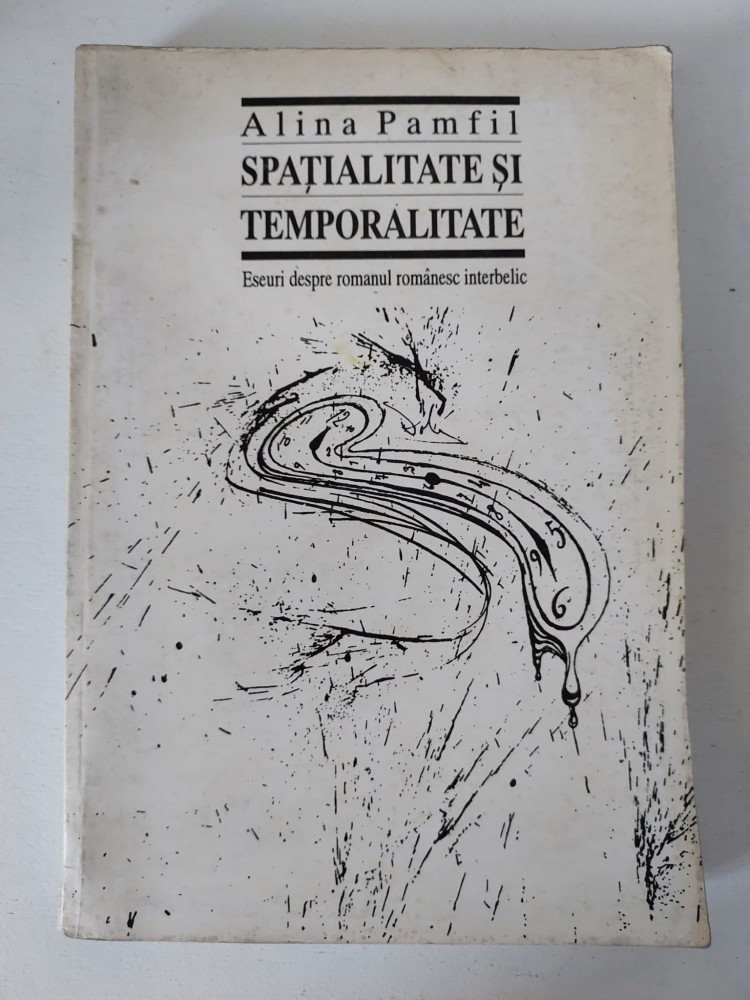 Alina Pamfil
SPAȚIALITATE ȘI
TEMPORALITATE
Eseuri despre romanul românesc interbelic